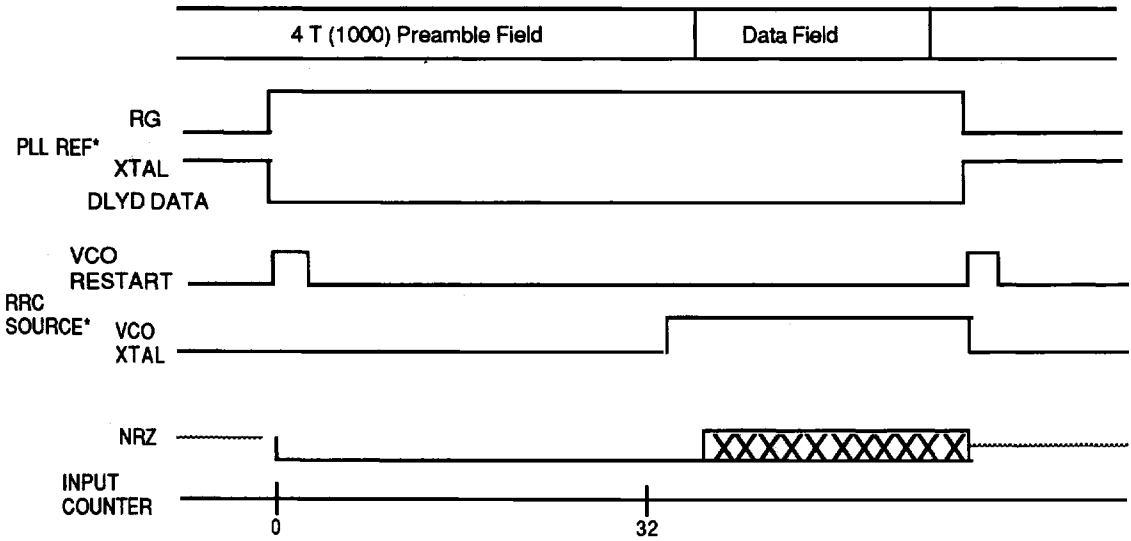 4 T (1000) Preamble Field
Data Field
RG
PLL REF*
XTAL
DLYD DATA
VCO
RESTART
RRC
SOURCE*
VCO
XTAL
NRZ
XXXXXXXXXXX
INPUT
COUNTER
0
32